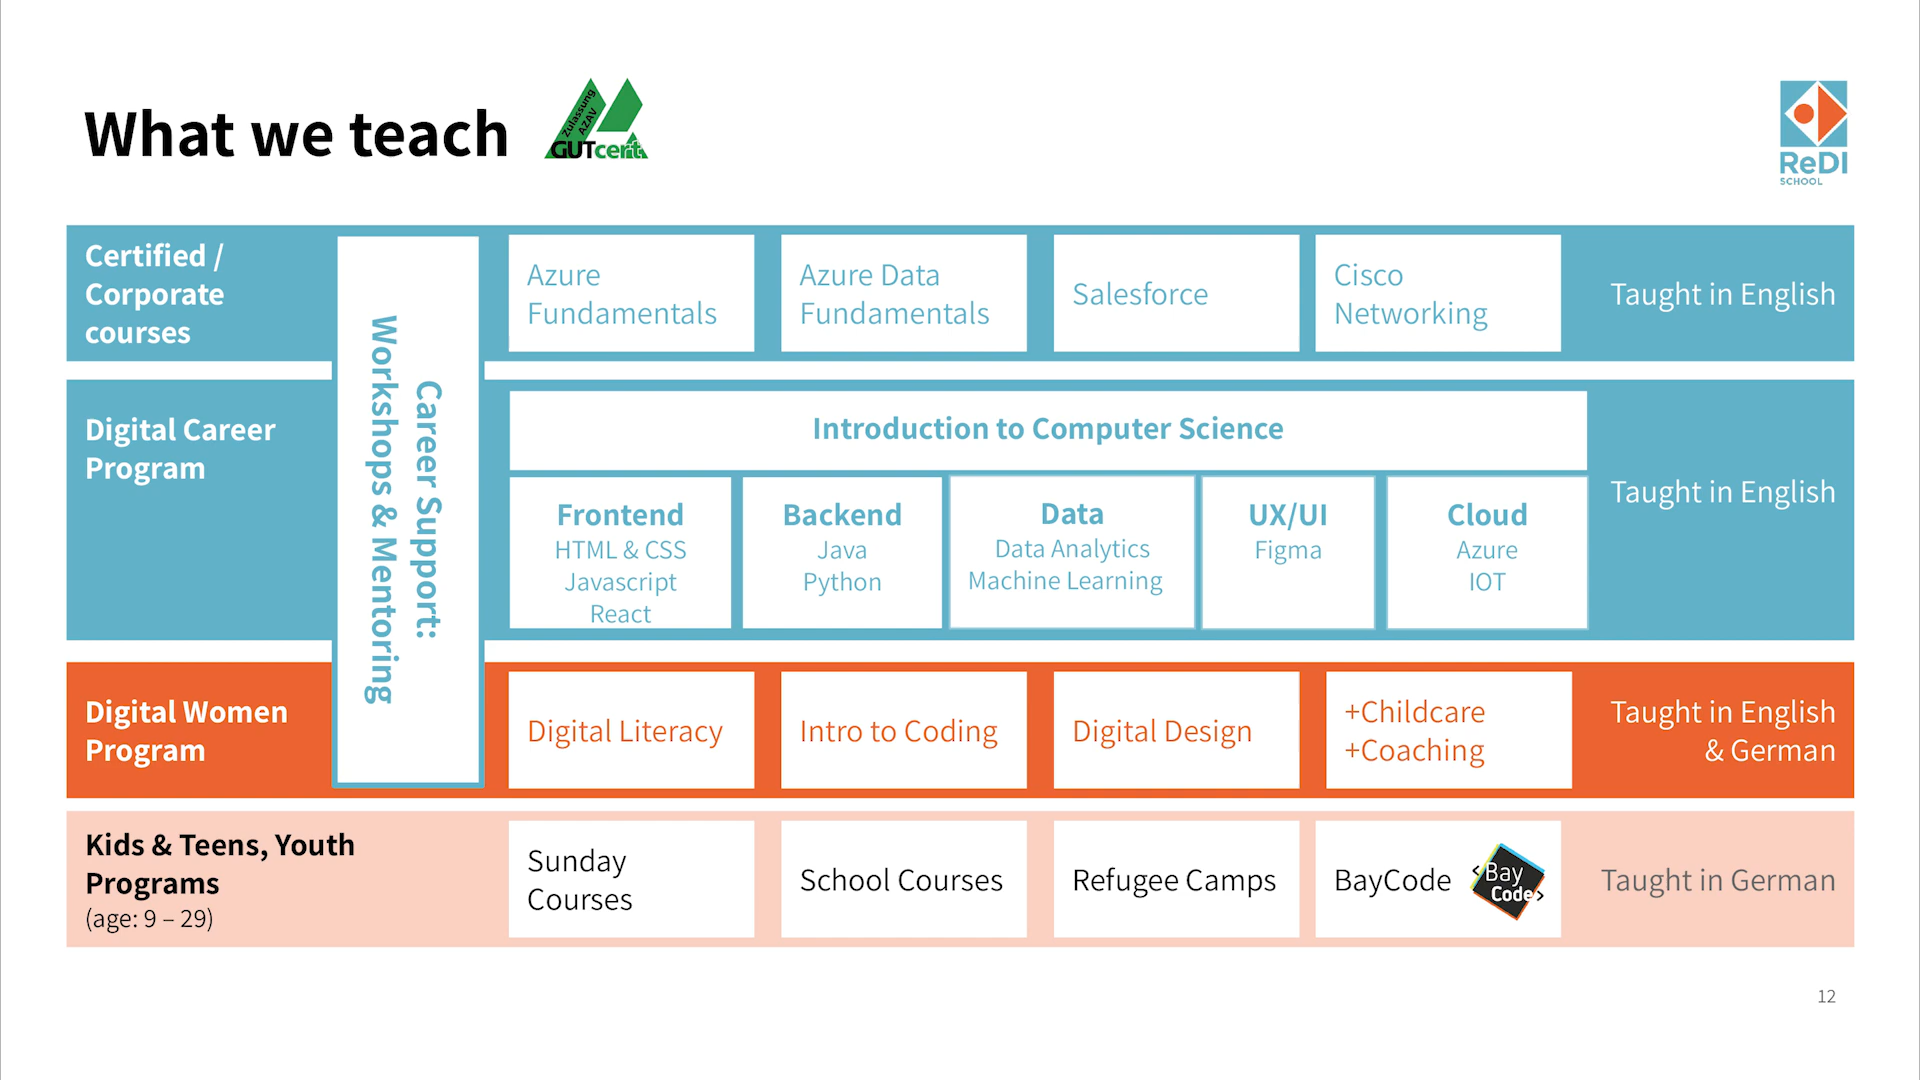 What we teach
Zulassung
AZAV
GUTcert
ReDI
SCHOOL
Certified /
Corporate
courses
Career Support:
Workshops & Mentoring
Azure
Fundamentals
Azure Data
Fundamentals
Salesforce
Cisco
Networking
Taught in English
Digital Career
Program
Introduction to Computer Science
Frontend
HTML & CSS
Javascript
React
Backend
Java
Python
Data
Data Analytics
Machine Learning
UX/UI
Figma
Cloud
Azure
IOT
Taught in English
Digital Women
Program
Digital Literacy
Intro to Coding
Digital Design
+Childcare
+Coaching
Taught in English
& German
Kids & Teens, Youth
Programs
(age: 9 – 29)
Sunday
Courses
School Courses
Refugee Camps
BayCode
<Bay
Code>
Taught in German
12